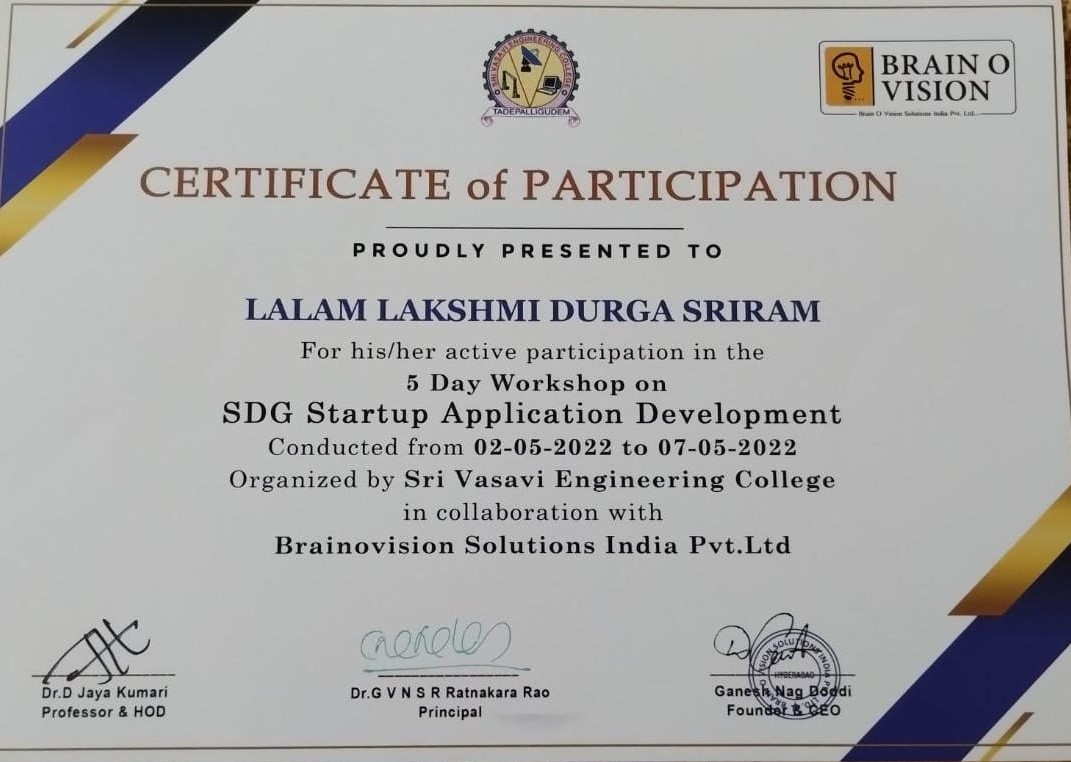 SRI VASAVI ENGINEERING COLLEGE
TADEPALLIGUDEM
BRAIN O
VISION
Brain O Vision Solutions India Pvt. Ltd..
CERTIFICATE of PARTICIPATION
PROUDLY PRESENTED TO
LALAM LAKSHMI DURGA SRIRAM
For his/her active participation in the
5 Day Workshop on
SDG Startup Application Development
Conducted from 02-05-2022 to 07-05-2022
Organized by Sri Vasavi Engineering College
in collaboration with
Brainovision Solutions India Pvt.Ltd
Dr.D Jaya Kumari
Professor & HOD
Dr.G V N S R Ratnakara Rao
Principal
BRAIN O VISION SOLUTIONS INDIA PVT. LTD.
HYDERABAD
Ganesh Nag Doddi
Founder & CEO